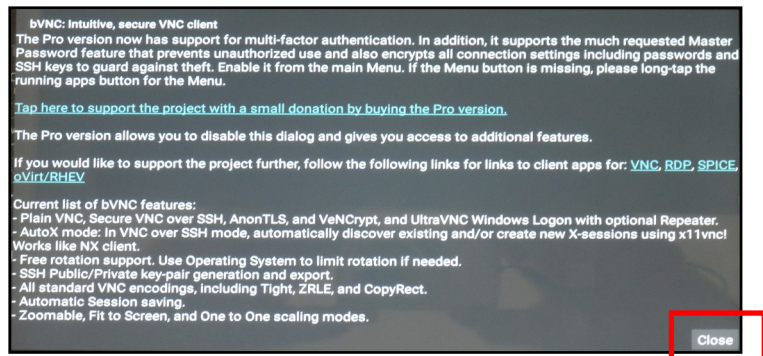 bVNC: Intuitive, secure VNC client
The Pro version now has support for multi-factor authentication. In addition, it supports the much requested Master
Password feature that prevents unauthorized use and also encrypts all connection settings including passwords and
SSH keys to guard against theft. Enable it from the main Menu. If the Menu button is missing, please long-tap the
running apps button for the Menu.
Tap here to support the project with a small donation by buying the Pro version.
The Pro version allows you to disable this dialog and gives you access to additional features.
If you would like to support the project further, follow the following links for links to client apps for: VNC, RDP, SPICE,
oVirt/RHEV
Current list of bVNC features:
- Plain VNC, Secure VNC over SSH, AnonTLS, and VeNCrypt, and UltraVNC Windows Logon with optional Repeater.
- AutoX mode: In VNC over SSH mode, automatically discover existing and/or create new X-sessions using x11vnc!
Works like NX client.
- Free rotation support. Use Operating System to limit rotation if needed.
- SSH Public/Private key-pair generation and export.
- All standard VNC encodings, including Tight, ZRLE, and CopyRect.
- Automatic Session saving.
- Zoomable, Fit to Screen, and One to One scaling modes.
Close